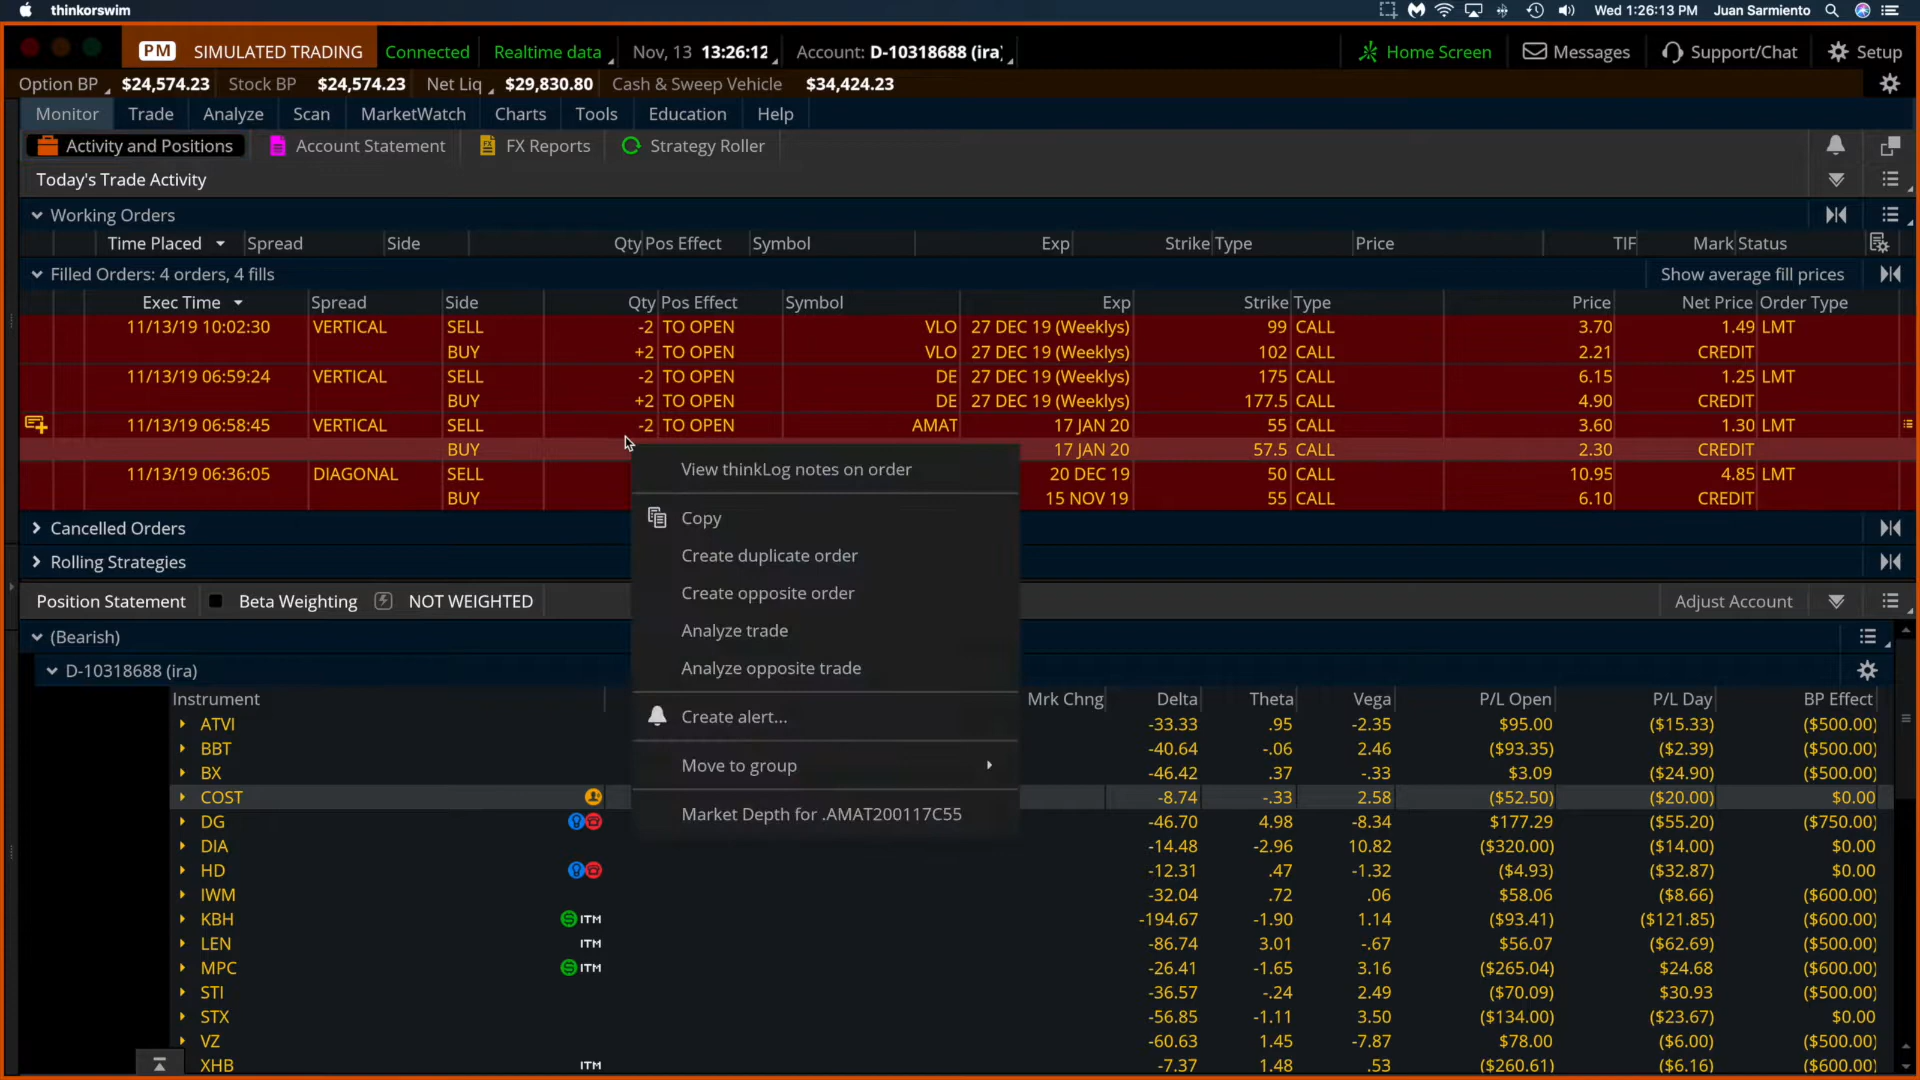 thinkorswim Wed 1:26:13 PM Juan Sarmiento
PM SIMULATED TRADING Connected Realtime data Nov, 13 13:26:12 Account: D-10318688 (ira) Home Screen Messages Support/Chat Setup
Option BP $24,574.23 Stock BP $24,574.23 Net Liq $29,830.80 Cash & Sweep Vehicle $34,424.23
Monitor Trade Analyze Scan MarketWatch Charts Tools Education Help
Activity and Positions Account Statement FX Reports Strategy Roller
Today's Trade Activity
Working Orders
Time Placed Spread Side Qty Pos Effect Symbol Exp Strike Type Price TIF Mark Status
Filled Orders: 4 orders, 4 fills Show average fill prices
Exec Time Spread Side Qty Pos Effect Symbol Exp Strike Type Price Net Price Order Type
11/13/19 10:02:30 VERTICAL SELL -2 TO OPEN VLO 27 DEC 19 (Weeklys) 99 CALL 3.70 1.49 LMT
BUY +2 TO OPEN VLO 27 DEC 19 (Weeklys) 102 CALL 2.21 CREDIT
11/13/19 06:59:24 VERTICAL SELL -2 TO OPEN DE 27 DEC 19 (Weeklys) 175 CALL 6.15 1.25 LMT
BUY +2 TO OPEN DE 27 DEC 19 (Weeklys) 177.5 CALL 4.90 CREDIT
11/13/19 06:58:45 VERTICAL SELL -2 TO OPEN AMAT 17 JAN 20 55 CALL 3.60 1.30 LMT
BUY 17 JAN 20 57.5 CALL 2.30 CREDIT
11/13/19 06:36:05 DIAGONAL SELL 20 DEC 19 50 CALL 10.95 4.85 LMT
BUY 15 NOV 19 55 CALL 6.10 CREDIT
View thinkLog notes on order
Copy
Create duplicate order
Create opposite order
Analyze trade
Analyze opposite trade
Create alert...
Move to group
Market Depth for .AMAT200117C55
Cancelled Orders
Rolling Strategies
Position Statement Beta Weighting NOT WEIGHTED Adjust Account
(Bearish)
D-10318688 (ira)
Instrument Mrk Chng Delta Theta Vega P/L Open P/L Day BP Effect
ATVI -33.33 .95 -2.35 $95.00 ($15.33) ($500.00)
BBT -40.64 -.06 2.46 ($93.35) ($2.39) ($500.00)
BX -46.42 .37 -.33 $3.09 ($24.90) ($500.00)
COST -8.74 -.33 2.58 ($52.50) ($20.00) $0.00
DG -46.70 4.98 -8.34 $177.29 ($55.20) ($750.00)
DIA -14.48 -2.96 10.82 ($320.00) ($14.00) $0.00
HD -12.31 .47 -1.32 ($4.93) ($32.87) $0.00
IWM -32.04 .72 .06 $58.06 ($8.66) ($600.00)
KBH ITM -194.67 -1.90 1.14 ($93.41) ($121.85) ($600.00)
LEN ITM -86.74 3.01 -.67 $56.07 ($62.69) ($500.00)
MPC ITM -26.41 -1.65 3.16 ($265.04) $24.68 ($600.00)
STI -36.57 -.24 2.49 ($70.09) $30.93 ($500.00)
STX -56.85 -1.11 3.50 ($134.00) ($23.67) $0.00
VZ -60.63 1.45 -7.87 $78.00 ($6.00) ($500.00)
XHB ITM -7.37 1.48 .53 ($260.61) ($6.16) ($600.00)